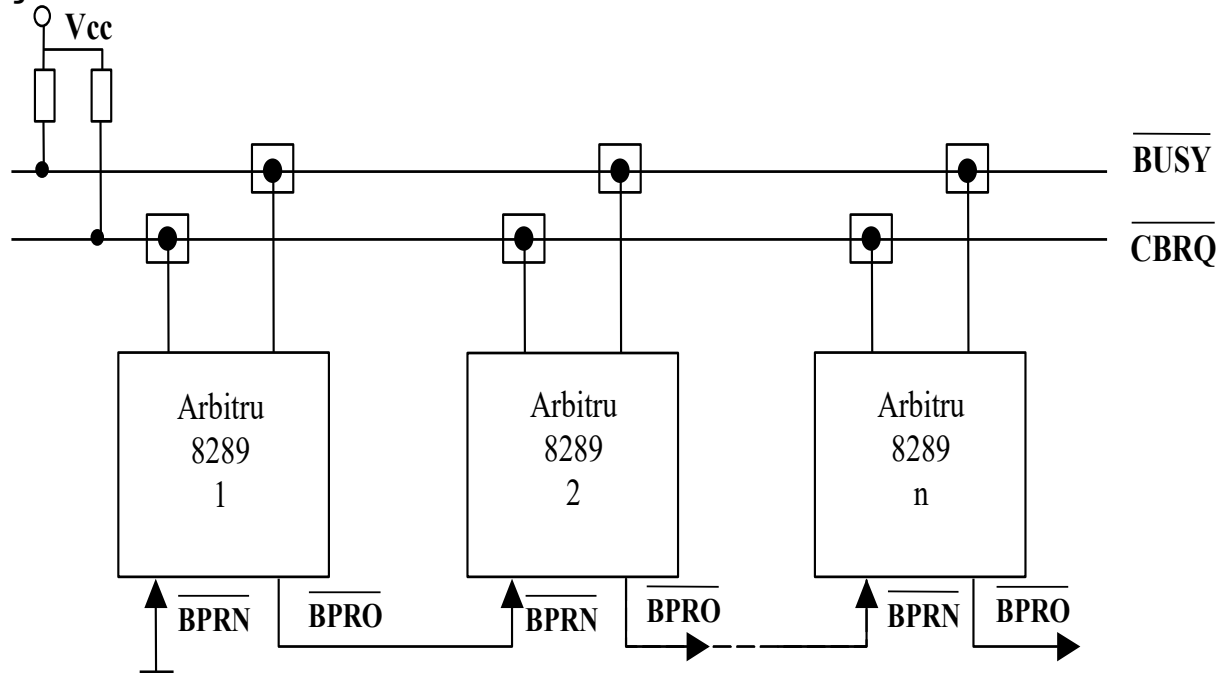 Vcc
BUSY
CBRQ
Arbitru
8289
1
Arbitru
8289
2
Arbitru
8289
n
BPRN
BPRO
BPRN
BPRO
BPRN
BPRO